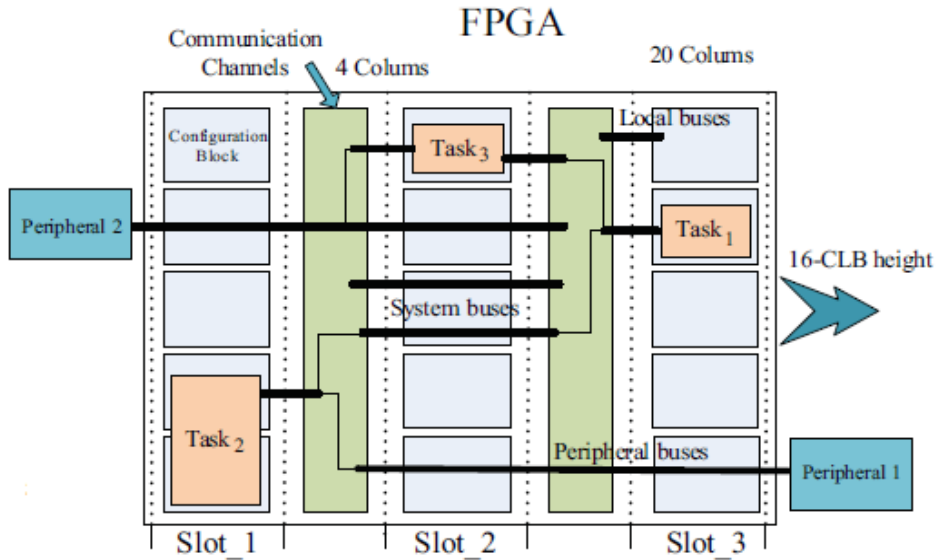 FPGA
Communication
Channels
4 Colums
20 Colums
Local buses
Configuration
Block
Task3
Peripheral 2
Task1
16-CLB height
System buses
Task2
Peripheral buses
Peripheral 1
Slot_1
Slot_2
Slot_3